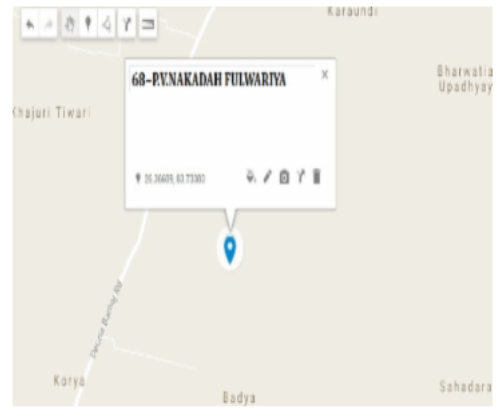 Karaundi
68-P.V.NAKADAH FULWARIYA
Bharwatia
Upadhyay
Khajuri Tiwari
Korya
Badya
Sahadara